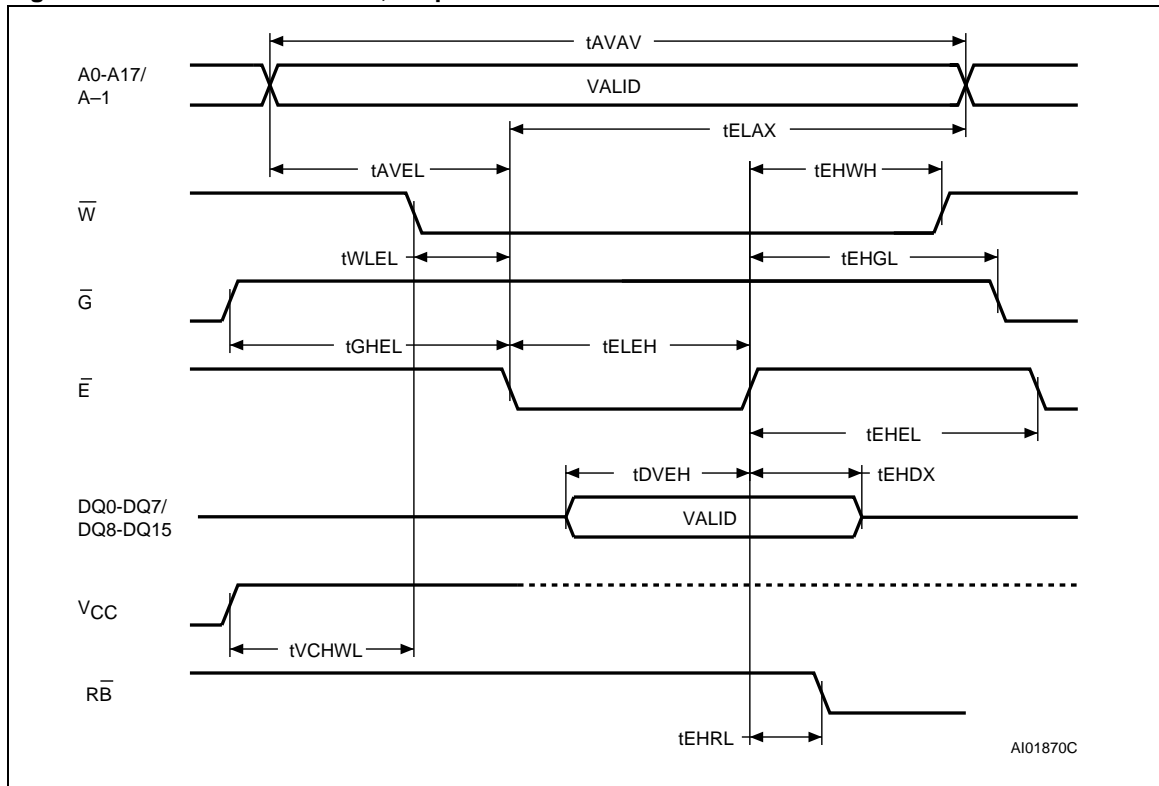 tAVAV
A0-A17/
A–1
VALID
tELAX
tAVEL
tEHWH
W̅
tWLEL
tEHGL
G̅
tGHEL
tELEH
E̅
tEHEL
tDVEH
tEHDX
DQ0-DQ7/
DQ8-DQ15
VALID
VCC
tVCHWL
RB̅
tEHRL
AI01870C